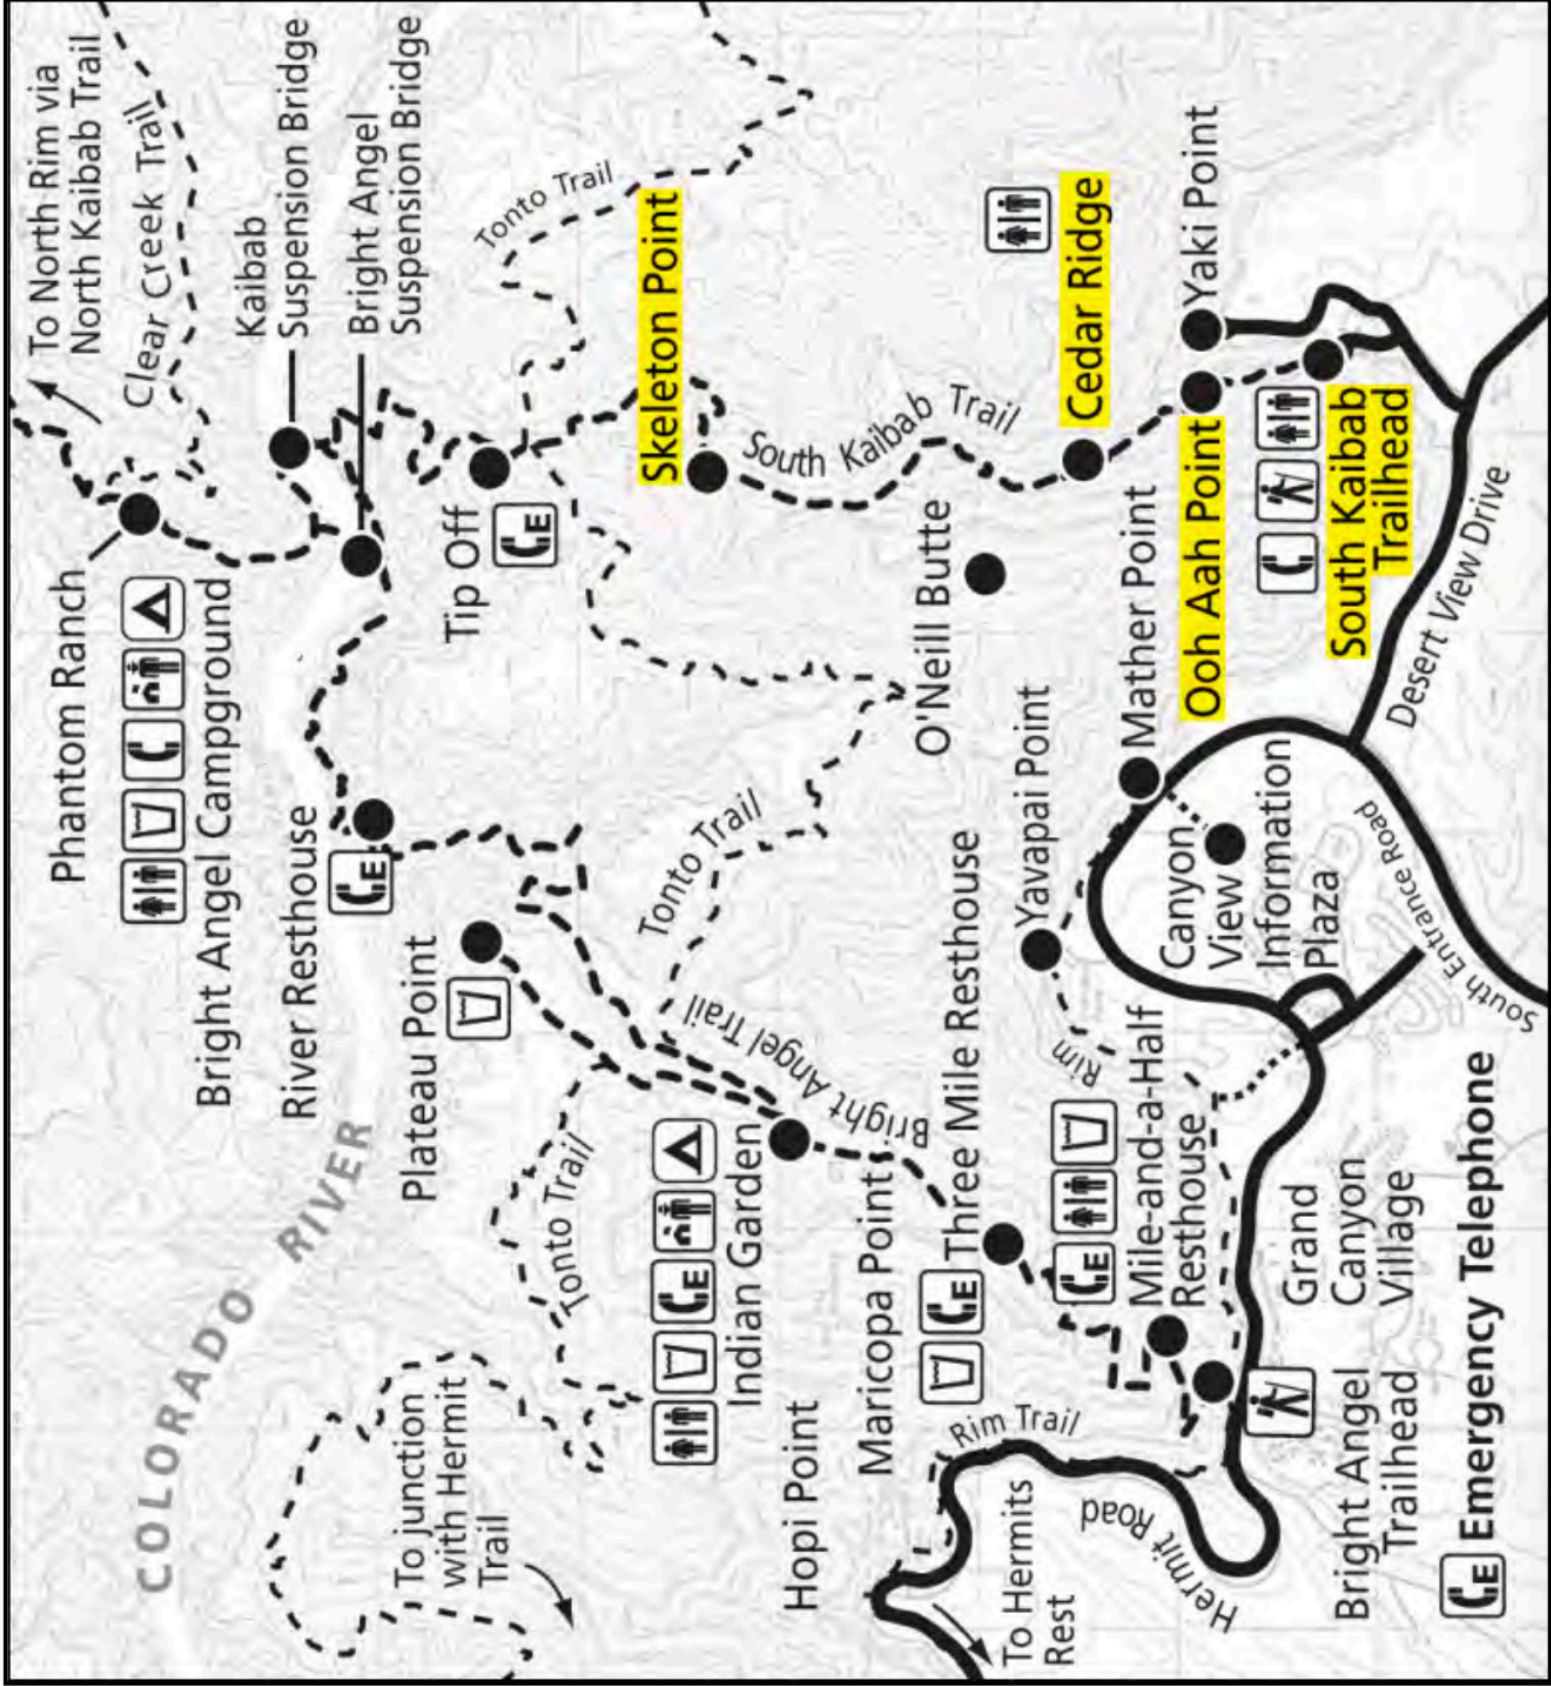 To North Rim via
North Kaibab Trail
Phantom Ranch
Clear Creek Trail
Bright Angel Campground
COLORADO RIVER
Kaibab
Suspension Bridge
Bright Angel
Suspension Bridge
River Resthouse
E
Plateau Point
Tip Off
E
To junction
with Hermit
Trail
Tonto Trail
Tonto Trail
Tonto Trail
Skeleton Point
E
Indian Garden
Bright Angel Trail
South Kaibab Trail
Hopi Point
Maricopa Point
O'Neill Butte
E
Three Mile Resthouse
Rim Trail
To Hermits
Rest
Yavapai Point
Cedar Ridge
Rim
E
Mile-and-a-Half
Resthouse
Hermit Road
Mather Point
Yaki Point
Ooh Aah Point
Canyon
View
Information
Plaza
South Kaibab
Trailhead
Grand
Canyon
Village
Bright Angel
Trailhead
South Entrance Road
Desert View Drive
E Emergency Telephone